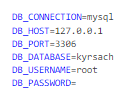 DB_CONNECTION=mysql
DB_HOST=127.0.0.1
DB_PORT=3306
DB_DATABASE=kyrsach
DB_USERNAME=root
DB_PASSWORD=